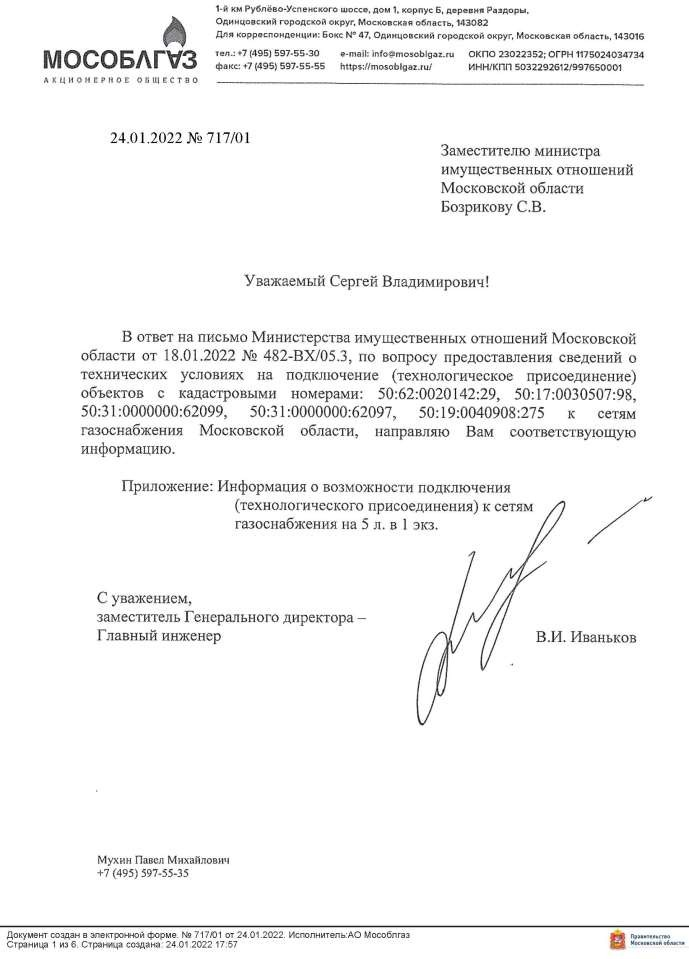 1-й км Рублёво-Успенского шоссе, дом 1, корпус Б, деревня Раздоры,
Одинцовский городской округ, Московская область, 143082
Для корреспонденции: Бокс № 47, Одинцовский городской округ, Московская область, 143016
тел.: +7 (495) 597-55-30 e-mail: info@mosoblgaz.ru ОКПО 23022352; ОГРН 1175024034734
факс: +7 (495) 597-55-55 https://mosoblgaz.ru/ ИНН/КПП 5032292612/997650001
МОСОБЛГАЗ
АКЦИОНЕРНОЕ ОБЩЕСТВО
24.01.2022 № 717/01
Заместителю министра
имущественных отношений
Московской области
Бозрикову С.В.
Уважаемый Сергей Владимирович!
В ответ на письмо Министерства имущественных отношений Московской
области от 18.01.2022 № 482-ВХ/05.3, по вопросу предоставления сведений о
технических условиях на подключение (технологическое присоединение)
объектов с кадастровыми номерами: 50:62:0020142:29, 50:17:0030507:98,
50:31:0000000:62099, 50:31:0000000:62097, 50:19:0040908:275 к сетям
газоснабжения Московской области, направляю Вам соответствующую
информацию.
Приложение: Информация о возможности подключения
(технологического присоединения) к сетям
газоснабжения на 5 л. в 1 экз.
С уважением,
заместитель Генерального директора –
Главный инженер
В.И. Иваньков
Мухин Павел Михайлович
+7 (495) 597-55-35
Документ создан в электронной форме. № 717/01 от 24.01.2022. Исполнитель:АО Мособлгаз
Страница 1 из 6. Страница создана: 24.01.2022 17:57
Правительство
Московской области